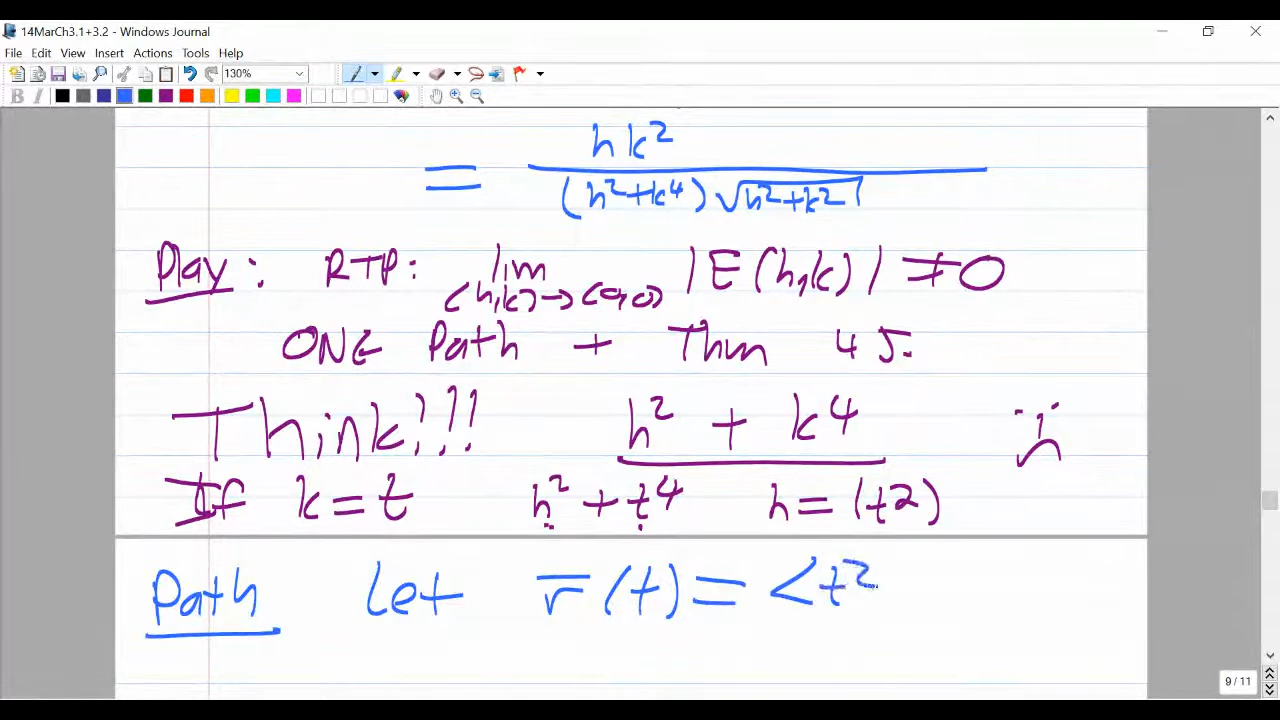 14MarCh3.1+3.2 - Windows Journal
File Edit View Insert Actions Tools Help
130%
B I
h k²
= (h²+k⁴) √h²+k²
Play: RTP: lim |E(h,k)| ≠ 0
(h,k)→(0,0)
ONE Path + Thm 45.
Think!!! h² + k⁴
If k = t h² + t⁴ h = (t2)
Path Let r̅(t) = <t²
9 / 11